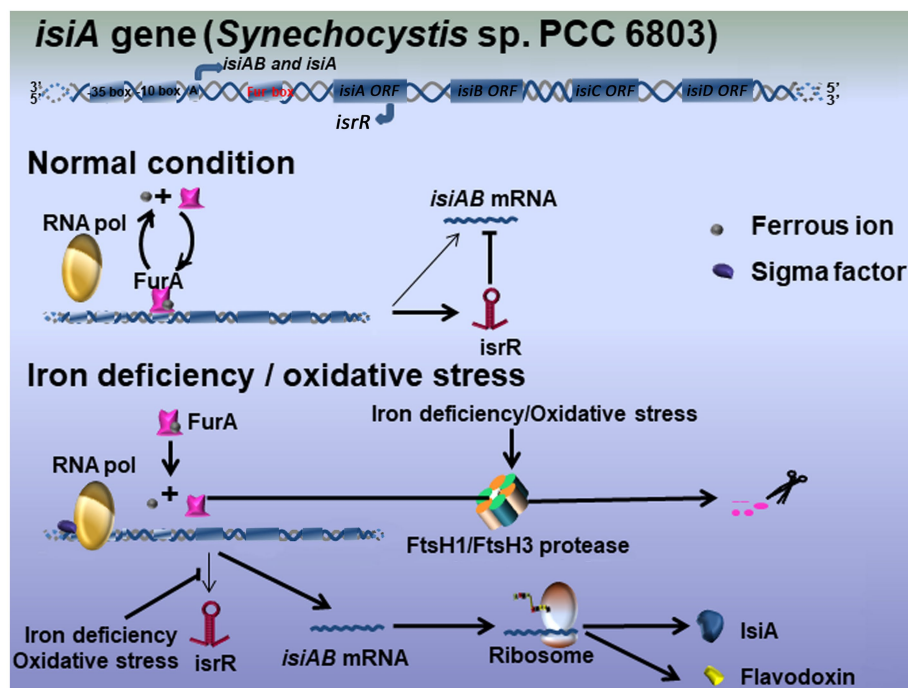 isiA gene (Synechocystis sp. PCC 6803)
isiAB and isiA
3' -35 box -10 box A Fur box isiA ORF isiB ORF isiC ORF isiD ORF 5'
5' 3'
isrR
Normal condition
isiAB mRNA
RNA pol
Ferrous ion
FurA
Sigma factor
isrR
Iron deficiency / oxidative stress
Iron deficiency/Oxidative stress
FurA
RNA pol
FtsH1/FtsH3 protease
Iron deficiency
Oxidative stress
isrR
isiAB mRNA
Ribosome
IsiA
Flavodoxin